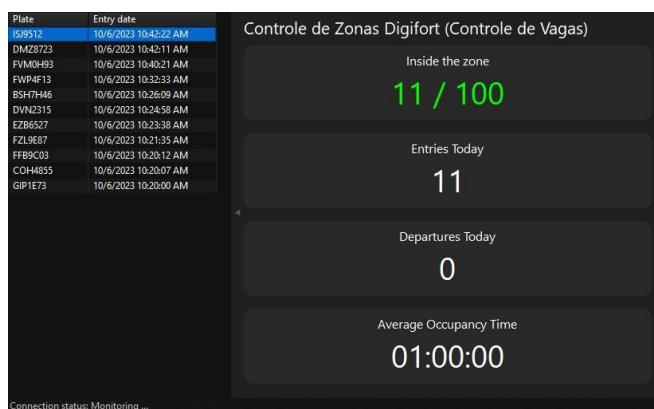 Plate Entry date
ISJ9512 10/6/2023 10:42:22 AM
DMZ8723 10/6/2023 10:42:11 AM
FVM0H93 10/6/2023 10:40:21 AM
FWP4F13 10/6/2023 10:32:33 AM
BSH7H46 10/6/2023 10:26:09 AM
DVN2315 10/6/2023 10:24:58 AM
EZB6527 10/6/2023 10:23:38 AM
FZL9E87 10/6/2023 10:21:35 AM
FFB9C03 10/6/2023 10:20:12 AM
COH4855 10/6/2023 10:20:07 AM
GIP1E73 10/6/2023 10:20:00 AM
Controle de Zonas Digifort (Controle de Vagas)
Inside the zone
11 / 100
Entries Today
11
Departures Today
0
Average Occupancy Time
01:00:00
Connection status: Monitoring ...